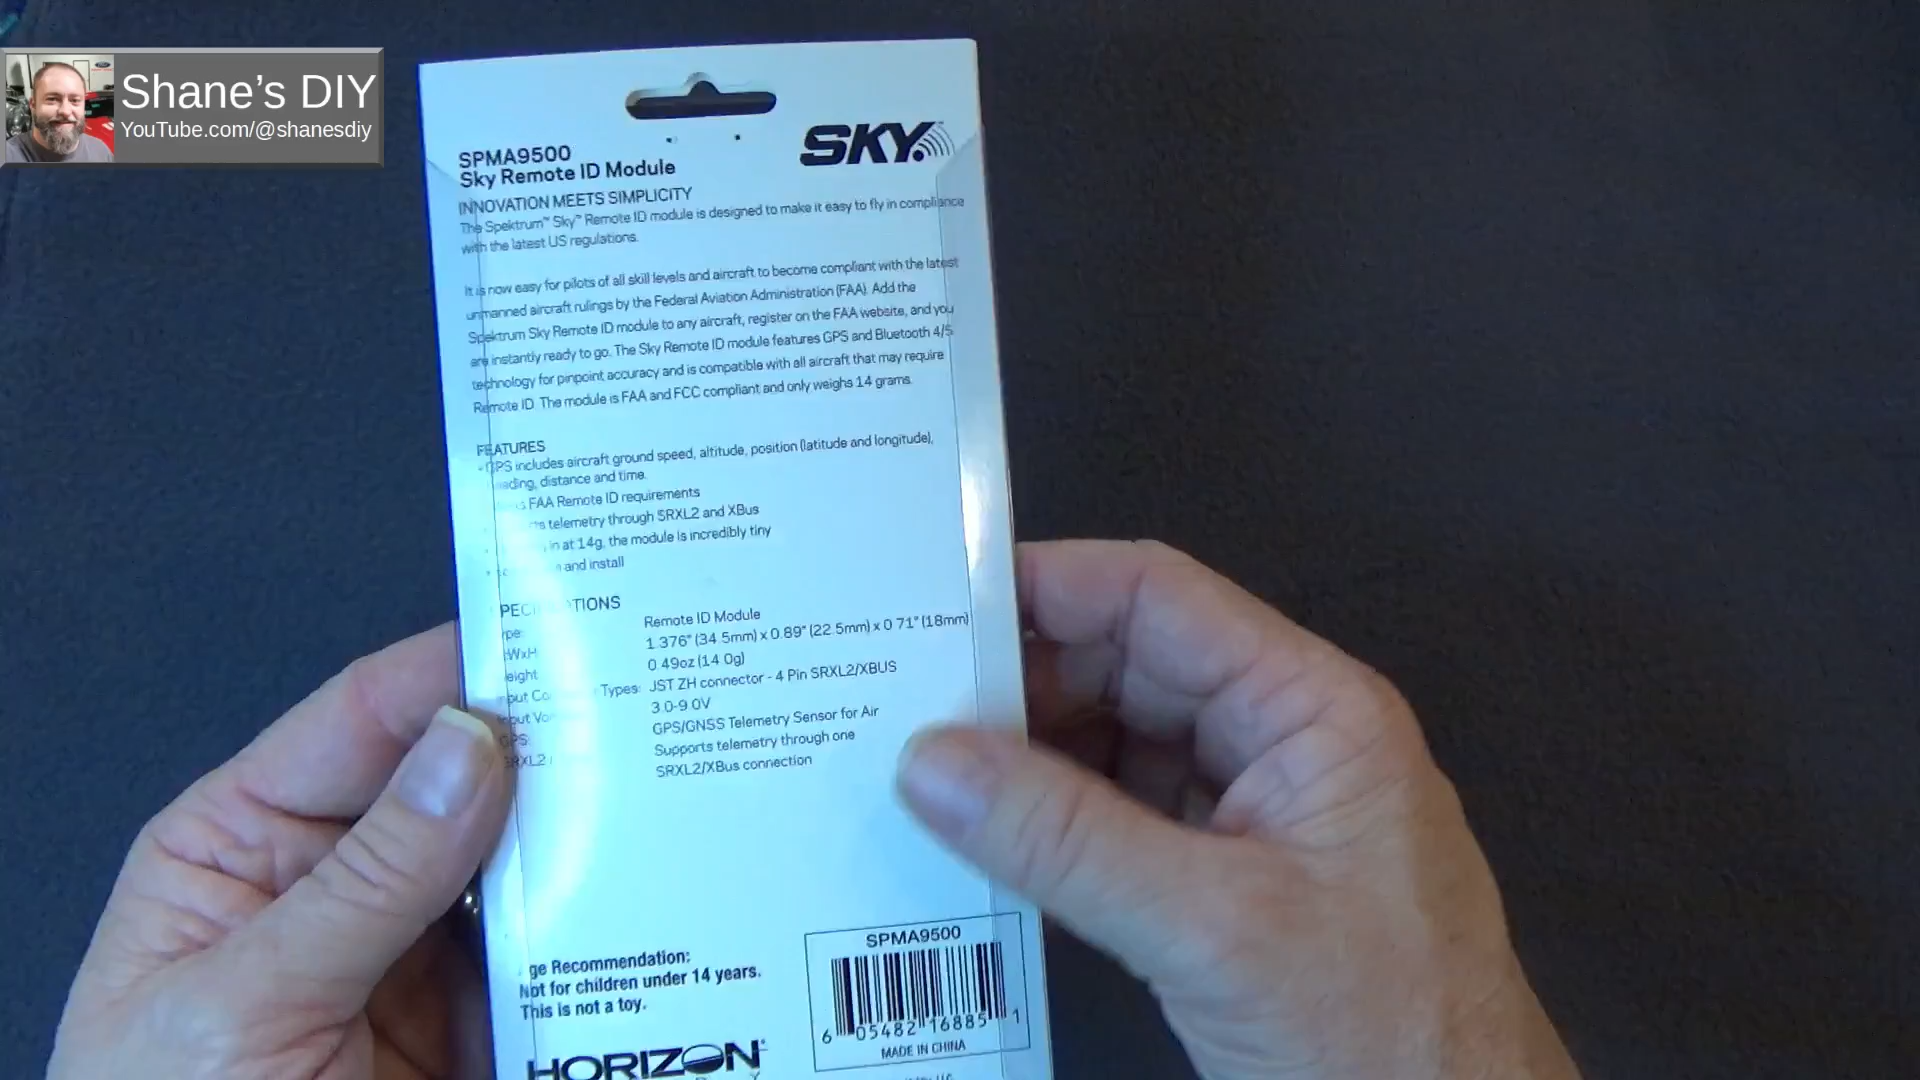 Shane's DIY
YouTube.com/@shanesdiy
SKY
SPMA9500
Sky Remote ID Module
INNOVATION MEETS SIMPLICITY
The Spektrum™ Sky™ Remote ID module is designed to make it easy to fly in compliance
with the latest US regulations.
It is now easy for pilots of all skill levels and aircraft to become compliant with the latest
unmanned aircraft rulings by the Federal Aviation Administration (FAA). Add the
Spektrum Sky Remote ID module to any aircraft, register on the FAA website, and you
are instantly ready to go. The Sky Remote ID module features GPS and Bluetooth 4/5
technology for pinpoint accuracy and is compatible with all aircraft that may require
Remote ID. The module is FAA and FCC compliant and only weighs 14 grams.
FEATURES
• GPS includes aircraft ground speed, altitude, position (latitude and longitude),
distance and time.
FAA Remote ID requirements
telemetry through SRXL2 and XBus
in at 14g, the module is incredibly tiny
and install
Remote ID Module
1.376" (34.5mm) x 0.89" (22.5mm) x 0.71" (18mm)
0.49oz (14.0g)
Types: JST ZH connector - 4 Pin SRXL2/XBUS
3.0-9.0V
GPS: GPS/GNSS Telemetry Sensor for Air
SRXL2 Supports telemetry through one
SRXL2/XBus connection
Recommendation:
Not for children under 14 years.
This is not a toy.
HORIZON
SPMA9500
6 05482 16885 1
MADE IN CHINA